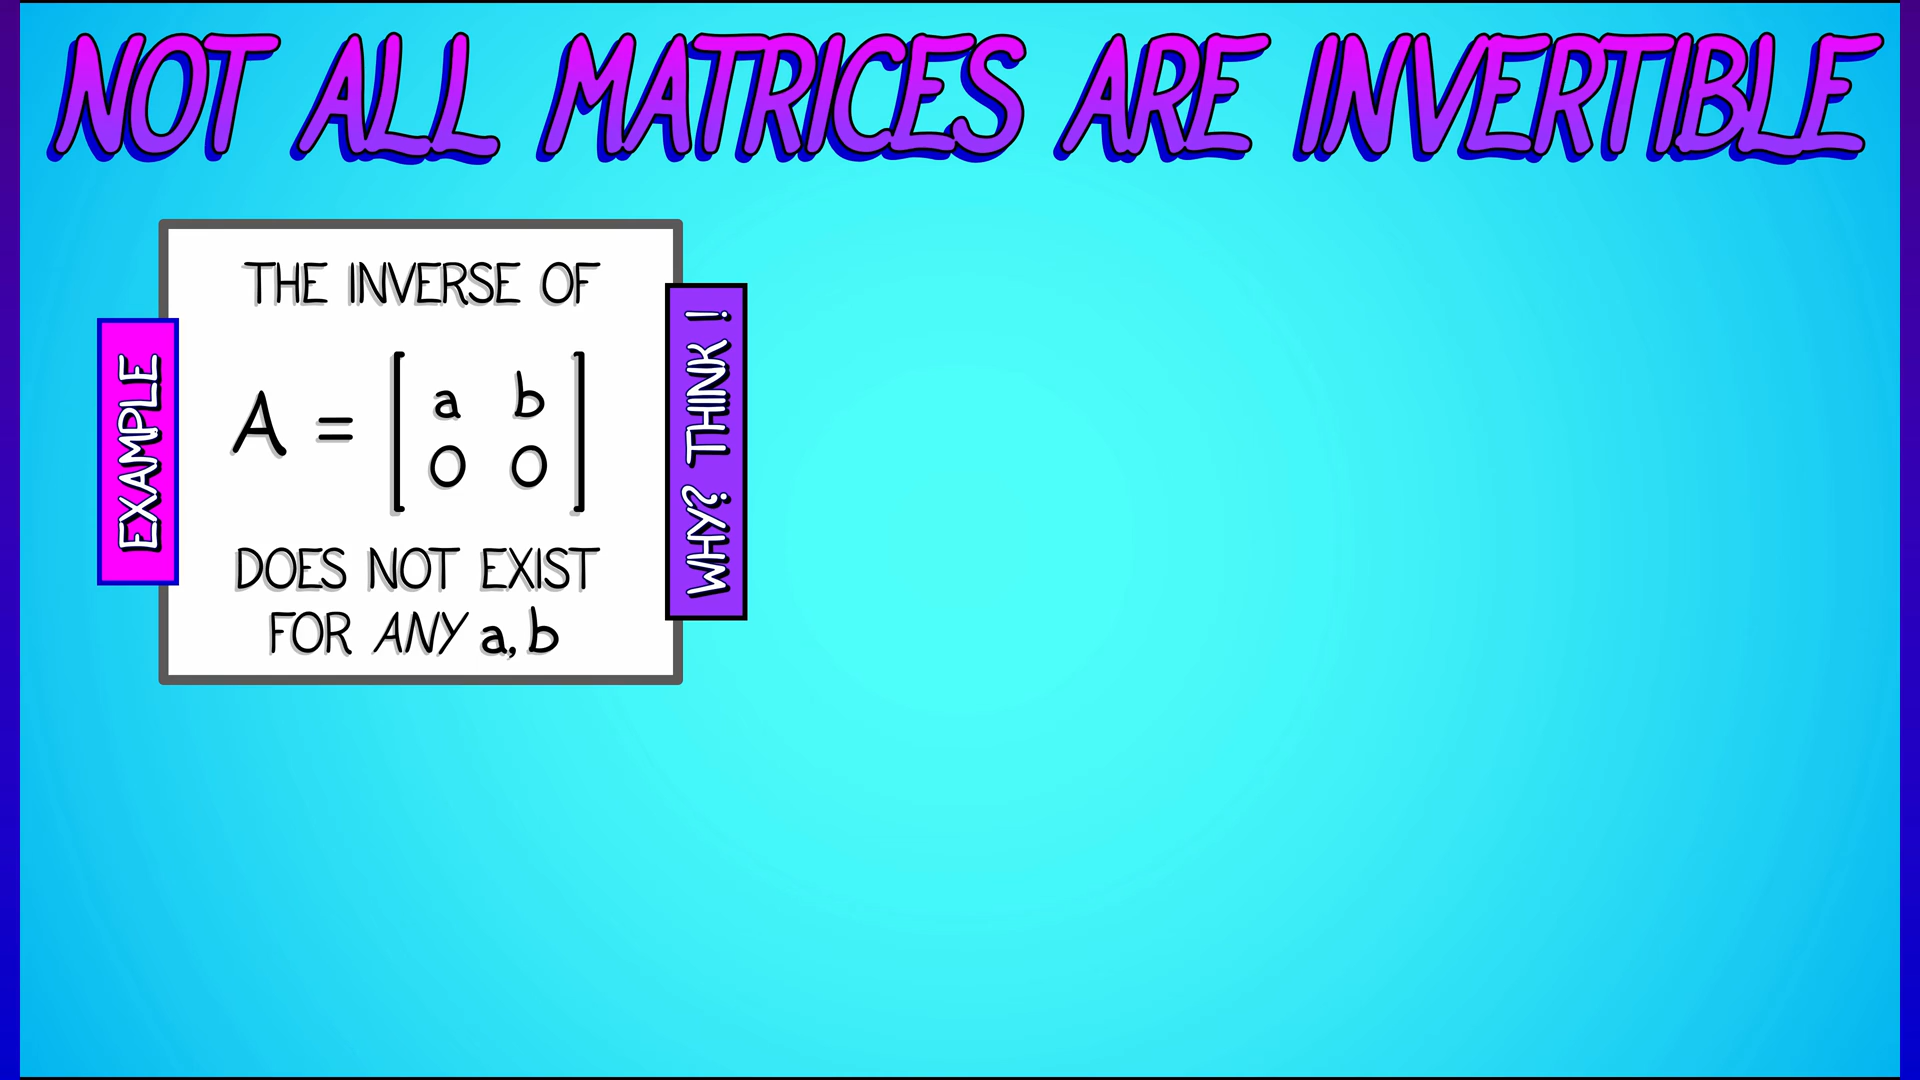 NOT ALL MATRICES ARE INVERTIBLE
EXAMPLE
THE INVERSE OF
A = [ a b
0 0 ]
DOES NOT EXIST
FOR ANY a, b
WHY? THINK!